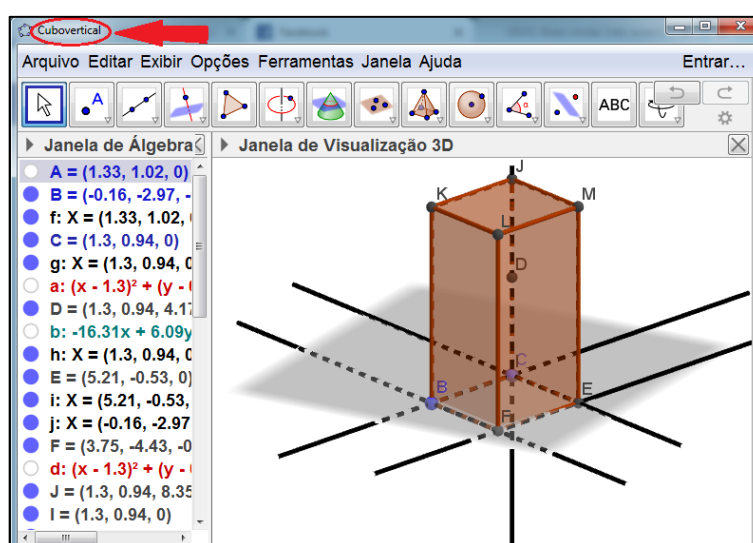 Cubovertical
Facebook
Arquivo Editar Exibir Opções Ferramentas Janela Ajuda Entrar...
A ABC
Janela de Álgebra Janela de Visualização 3D
A = (1.33, 1.02, 0)
B = (-0.16, -2.97, -
f: X = (1.33, 1.02,
C = (1.3, 0.94, 0)
g: X = (1.3, 0.94, 0
a: (x - 1.3)² + (y -
D = (1.3, 0.94, 4.17
b: -16.31x + 6.09y
h: X = (1.3, 0.94, 0
E = (5.21, -0.53, 0)
i: X = (5.21, -0.53,
j: X = (-0.16, -2.97
F = (3.75, -4.43, -0
d: (x - 1.3)² + (y -
J = (1.3, 0.94, 8.35
I = (1.3, 0.94, 0)
J
K M
L
D
C
B E
F